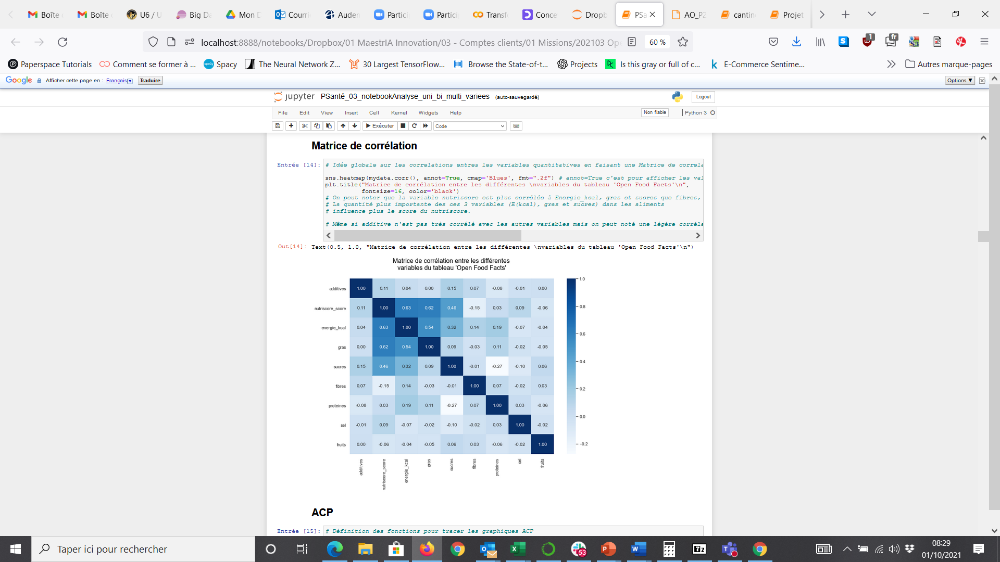 Boîte
Boîte
U6 / U
Big Da
Mon D
Courri
Auden
Partici
Partici
Transfo
Conce
Dropb
PSa
AO_P2
cantin
Projet
localhost:8888/notebooks/Dropbox/01 MaestrIA Innovation/03 - Comptes clients/01 Missions/202103 Ope
60 %
1
fr
Paperspace Tutorials
Comment se former à ...
Spacy
The Neural Network Z...
30 Largest TensorFlow...
Browse the State-of-t...
Projects
Is this gray or full of c...
E-Commerce Sentime...
Autres marque-pages
Google
Afficher cette page en : Français
Traduire
Options ▼
jupyter PSanté_03_notebookAnalyse_uni_bi_multi_variees (auto-sauvegardé)
Logout
File Edit View Insert Cell Kernel Widgets Help
Non fiable
Python 3
Exécuter
Code
Matrice de corrélation
Entrée [14]: # Idée globale sur les correlations entres les variables quantitatives en faisant une Matrice de correla
sns.heatmap(mydata.corr(), annot=True, cmap='Blues', fmt=".2f") # annot=True c'est pour afficher les val
plt.title("Matrice de corrélation entre les différentes \nvariables du tableau 'Open Food Facts'\n",
fontsize=16, color='black')
# On peut noter que la variable nutriscore est plus corrélée à Energie_kcal, gras et sucres que fibres,
# La quantité plus importante des ces 3 variables (E(kcal), gras et sucres) dans les aliments
# influence plus le score du nutriscore.
# Même si additive n'est pas très corrélé avec les autres variables mais on peut noté une légére corréla
Out[14]: Text(0.5, 1.0, "Matrice de corrélation entre les différentes \nvariables du tableau 'Open Food Facts'\n")
Matrice de corrélation entre les différentes
variables du tableau 'Open Food Facts'
additives 1.00 0.11 0.04 0.00 0.15 0.07 -0.08 -0.01 0.00
nutriscore_score 0.11 1.00 0.63 0.62 0.46 -0.15 0.03 0.09 -0.06
energie_kcal 0.04 0.63 1.00 0.54 0.32 0.14 0.19 -0.07 -0.04
gras 0.00 0.62 0.54 1.00 0.09 -0.03 0.11 -0.02 -0.05
sucres 0.15 0.46 0.32 0.09 1.00 -0.01 -0.27 -0.10 0.06
fibres 0.07 -0.15 0.14 -0.03 -0.01 1.00 0.07 -0.02 0.03
proteines -0.08 0.03 0.19 0.11 -0.27 0.07 1.00 0.03 -0.06
sel -0.01 0.09 -0.07 -0.02 -0.10 -0.02 0.03 1.00 -0.02
fruits 0.00 -0.06 -0.04 -0.05 0.06 0.03 -0.06 -0.02 1.00
additives
nutriscore_score
energie_kcal
gras
sucres
fibres
proteines
sel
fruits
1.0
0.8
0.6
0.4
0.2
0.0
-0.2
ACP
Entrée [15]: # Définition des fonctions pour tracer les graphiques ACP
Taper ici pour rechercher
53
08:29
01/10/2021